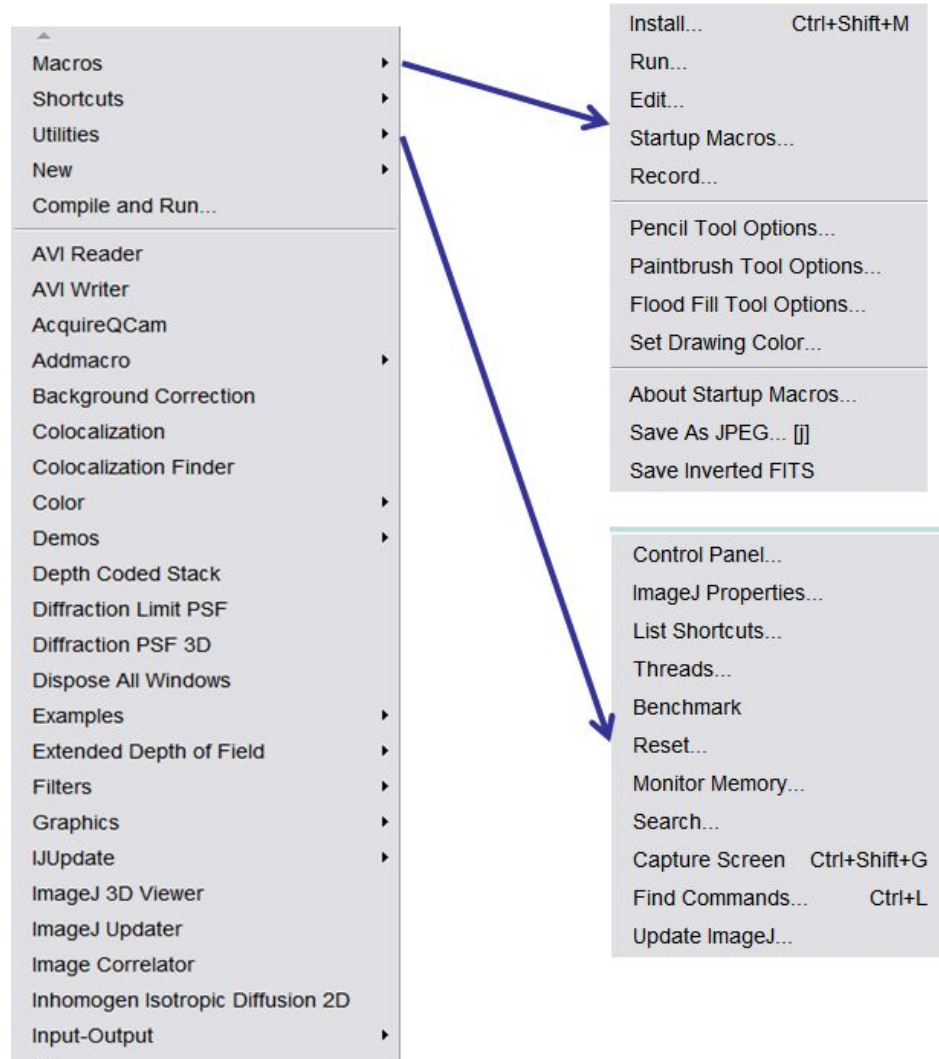 Macros
Shortcuts
Utilities
New
Compile and Run...
AVI Reader
AVI Writer
AcquireQCam
Addmacro
Background Correction
Colocalization
Colocalization Finder
Color
Demos
Depth Coded Stack
Diffraction Limit PSF
Diffraction PSF 3D
Dispose All Windows
Examples
Extended Depth of Field
Filters
Graphics
IJUpdate
ImageJ 3D Viewer
ImageJ Updater
Image Correlator
Inhomogen Isotropic Diffusion 2D
Input-Output
Install... Ctrl+Shift+M
Run...
Edit...
Startup Macros...
Record...
Pencil Tool Options...
Paintbrush Tool Options...
Flood Fill Tool Options...
Set Drawing Color...
About Startup Macros...
Save As JPEG... [j]
Save Inverted FITS
Control Panel...
ImageJ Properties...
List Shortcuts...
Threads...
Benchmark
Reset...
Monitor Memory...
Search...
Capture Screen Ctrl+Shift+G
Find Commands... Ctrl+L
Update ImageJ...